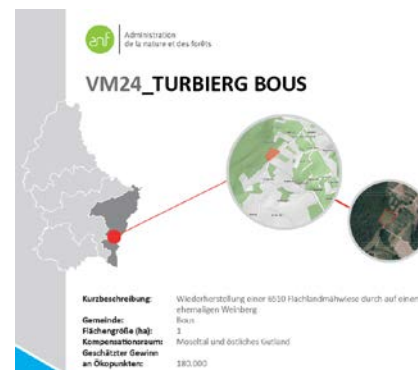 anf
Administration
de la nature et des forêts
VM24_TURBIERG BOUS
Kurzbeschreibung: Wiederherstellung einer 6510 Flachlandmähwiese durch auf einem
ehemaligen Weinberg
Gemeinde: Bous
Flächengröße (ha): 1
Kompensationsraum: Moseltal und östliches Gutland
Geschätzter Gewinn
an Ökopunkten: 180.000